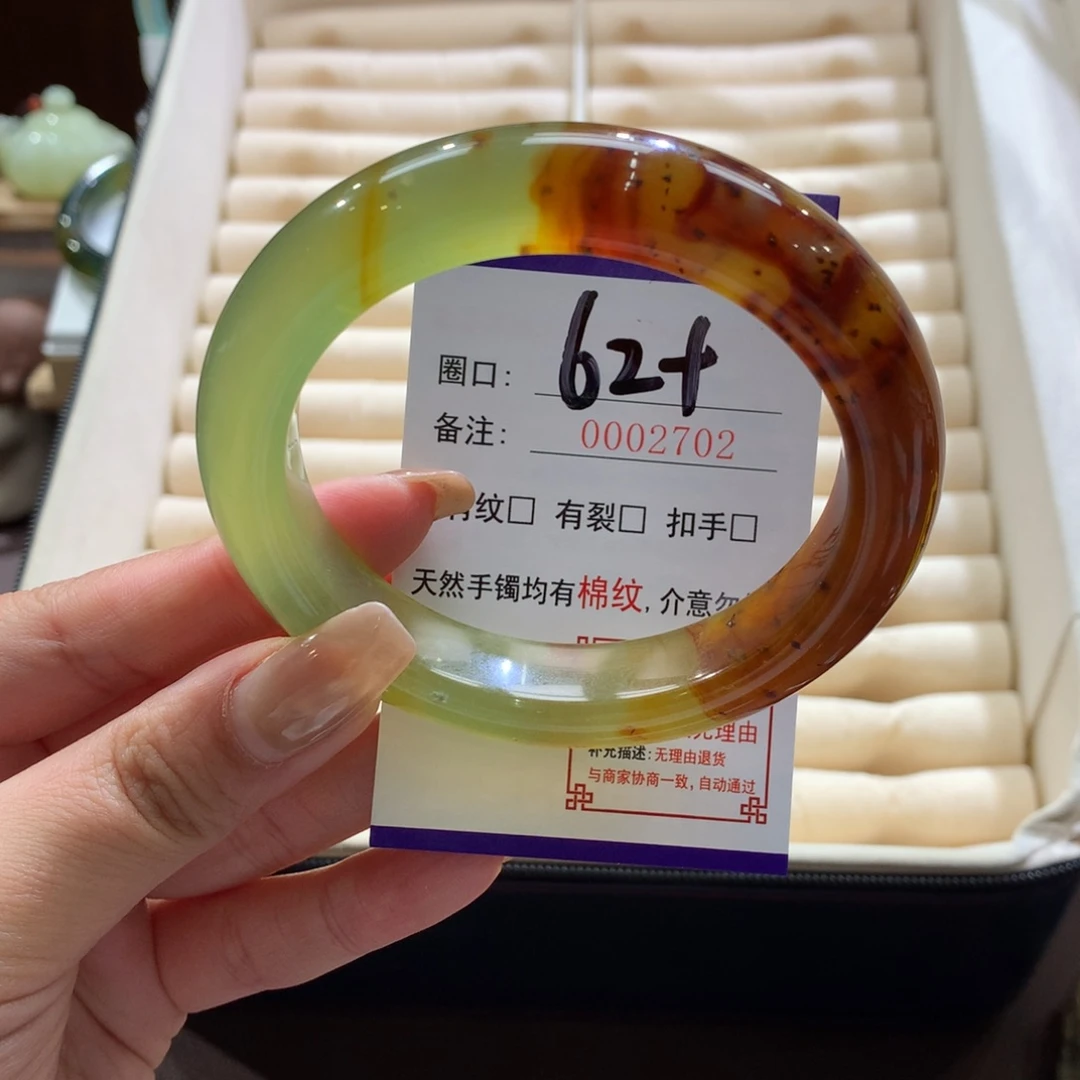 圈口: 62+
备注: 0002702
纹□ 有裂□ 扣手□
天然手镯均有棉纹, 介意
无理由
补充描述: 无理由退货
与商家协商一致, 自动通过